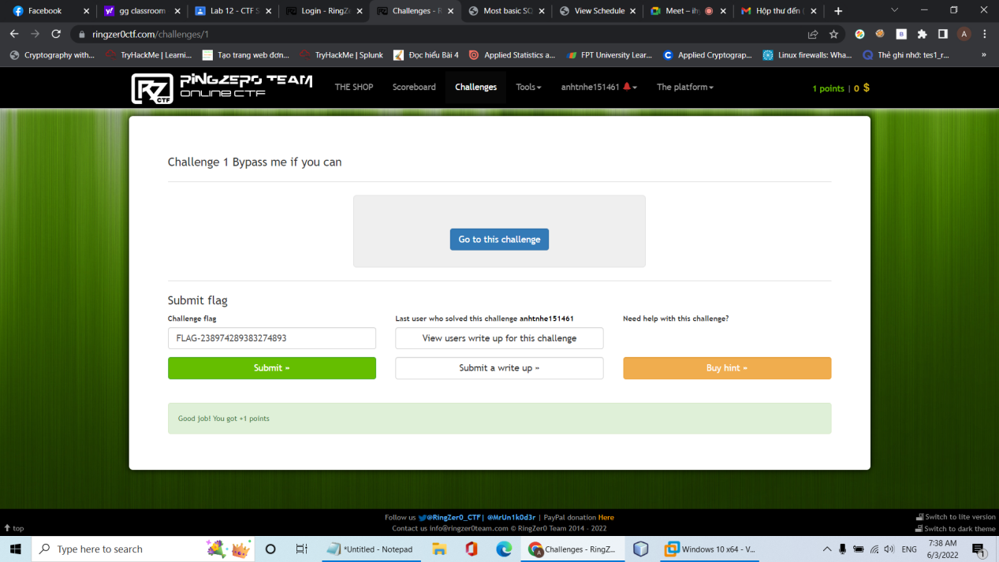 Facebook
gg classroom
Lab 12 - CTF S
Login - RingZe
Challenges - R
Most basic SQ
View Schedule
Meet – ih
Hộp thư đến (
ringzer0ctf.com/challenges/1
A
Cryptography with...
TryHackMe | Learni...
Tạo trang web đơn...
TryHackMe | Splunk
Đọc hiểu Bài 4
Applied Statistics a...
FPT University Lear...
Applied Cryptograp...
Linux firewalls: Wha...
Thẻ ghi nhớ: tes1_r...
»
RZ CTF
RiNGZER0 TEAM
ONLINE CTF
THE SHOP
Scoreboard
Challenges
Tools
anhtnhe151461
The platform
1 points | 0 $
Challenge 1 Bypass me if you can
Go to this challenge
Submit flag
Challenge flag
Last user who solved this challenge anhtnhe151461
Need help with this challenge?
FLAG-238974289383274893
View users write up for this challenge
Submit »
Submit a write up »
Buy hint »
Good job! You got +1 points
Follow us @RingZer0_CTF | @MrUn1k0d3r | PayPal donation Here
Contact us info@ringzer0team.com © RingZer0 Team 2014 - 2022
top
Switch to lite version
Switch to dark theme
Type here to search
*Untitled - Notepad
Challenges - RingZ...
Windows 10 x64 - V...
ENG
7:38 AM
6/3/2022
1